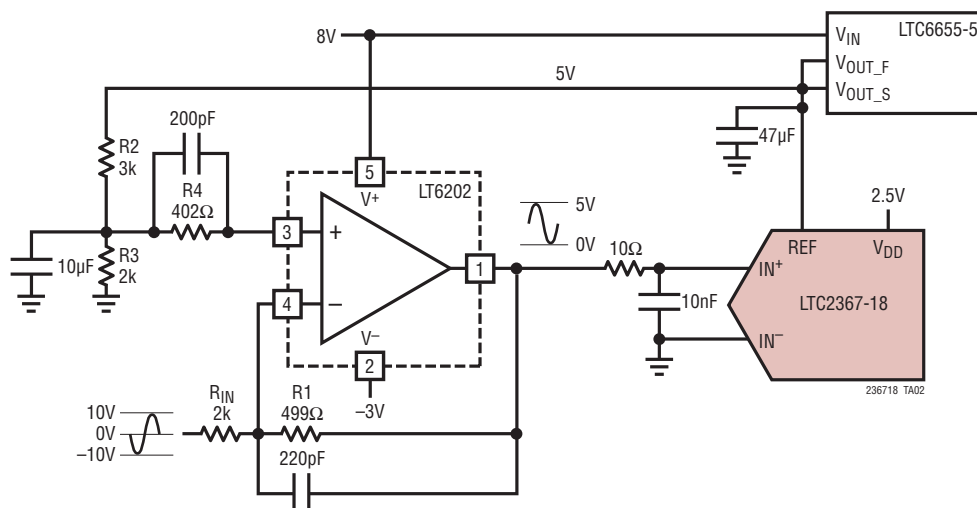 8V
VIN
LTC6655-5
VOUT_F
VOUT_S
5V
200pF
47µF
R2
3k
R4
402Ω
5
V+
LT6202
2.5V
5V
0V
3
+
REF
VDD
10Ω
IN+
10µF
R3
2k
1
4
–
10nF
LTC2367-18
V–
IN–
2
–3V
236718 TA02
10V
0V
–10V
RIN
2k
R1
499Ω
220pF